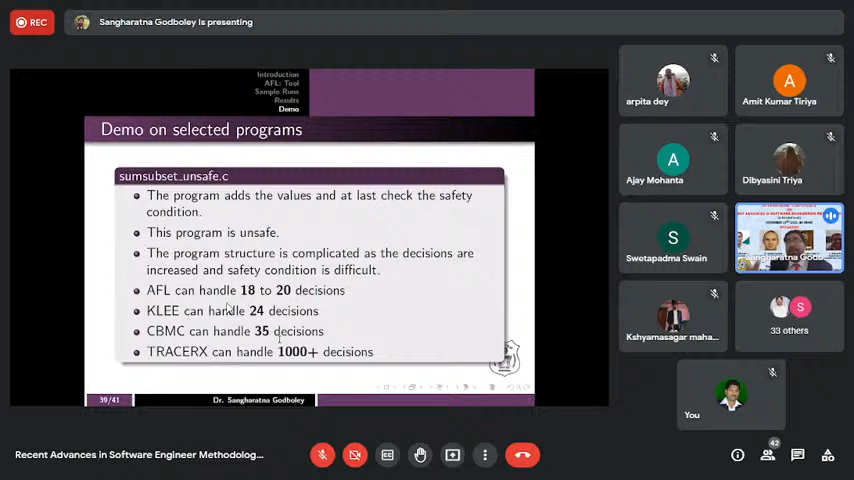 REC
Sangharatna Godboley is presenting
Introduction
AFL: Tool
Sample Runs
Results
Demo
Demo on selected programs
sumsubset_unsafe.c
The program adds the values and at last check the safety
condition.
This program is unsafe.
The program structure is complicated as the decisions are
increased and safety condition is difficult.
AFL can handle 18 to 20 decisions
KLEE can handle 24 decisions
CBMC can handle 35 decisions
TRACERX can handle 1000+ decisions
39/41
Dr. Sangharatna Godboley
arpita dey
A
Amit Kumar Tiriya
A
Ajay Mohanta
Dibyasini Triya
S
Swetapadma Swain
Sangharatna Godb
Kshyamasagar maha...
S
33 others
You
Recent Advances in Software Engineer Methodolog...
42